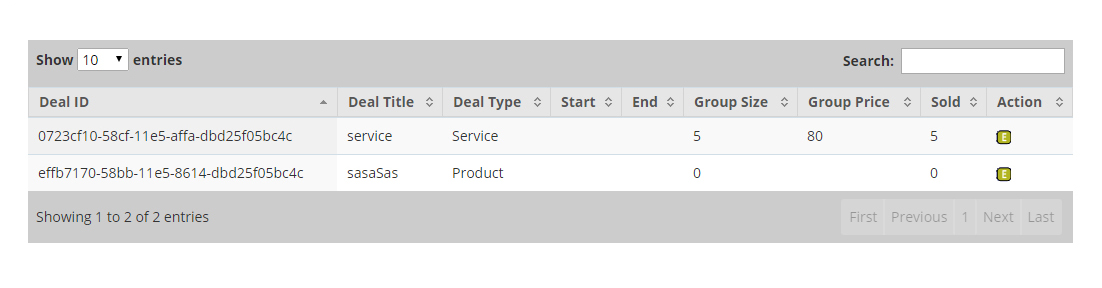 Show 10 entries Search:
Deal ID Deal Title Deal Type Start End Group Size Group Price Sold Action
0723cf10-58cf-11e5-affa-dbd25f05bc4c service Service 5 80 5 E
effb7170-58bb-11e5-8614-dbd25f05bc4c sasaSas Product 0 0 E
Showing 1 to 2 of 2 entries First Previous 1 Next Last